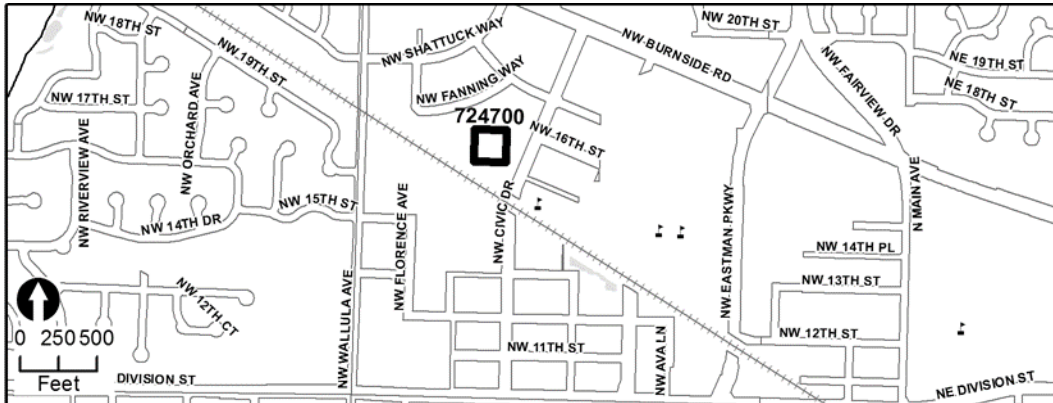 NW 18TH ST
NW 20TH ST
NW SHATTUCK WAY
NW BURNSIDE RD
NW 19TH ST
NE 19TH ST
NW FAIRVIEW DR
NW 17TH ST
NW FANNING WAY
NE 18TH ST
724700
NW ORCHARD AVE
NW 16TH ST
NW RIVERVIEW AVE
NW 15TH ST
NW 14TH DR
NW FLORENCE AVE
NW CIVIC DR
N MAIN AVE
NW EASTMAN PKWY
NW 14TH PL
NW 13TH ST
NW 12TH CT
NW WALLULA AVE
0 250 500
Feet
NW 12TH ST
NW 11TH ST
NW AVA LN
DIVISION ST
NE DIVISION ST